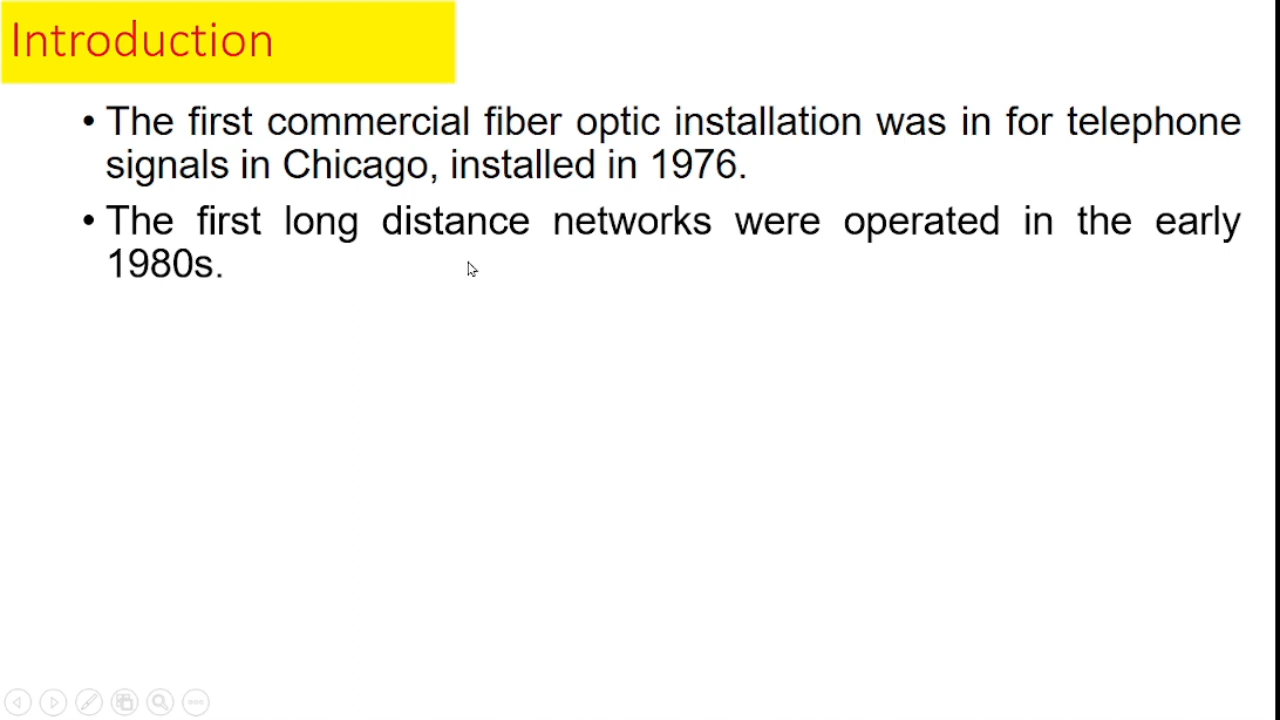 Introduction
• The first commercial fiber optic installation was in for telephone
signals in Chicago, installed in 1976.
• The first long distance networks were operated in the early
1980s.